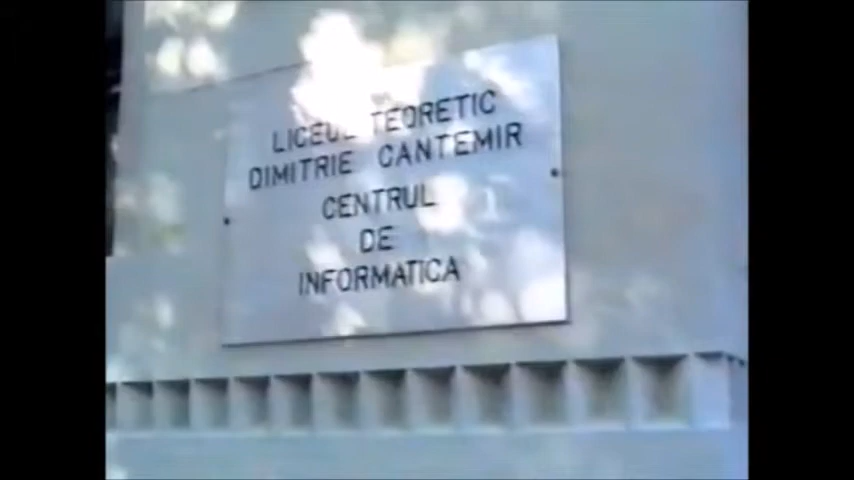 LICEUL TEORETIC
DIMITRIE CANTEMIR
CENTRUL
DE
INFORMATICA